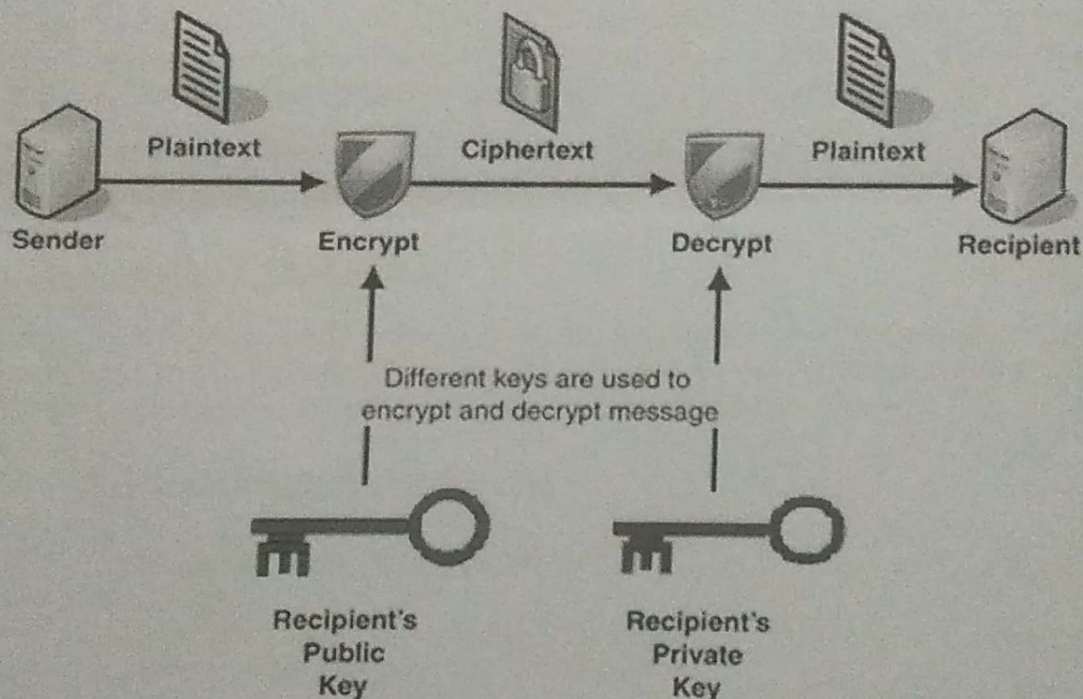 Plaintext
Ciphertext
Plaintext
Sender
Encrypt
Decrypt
Recipient
Different keys are used to
encrypt and decrypt message
Recipient's
Public
Key
Recipient's
Private
Key